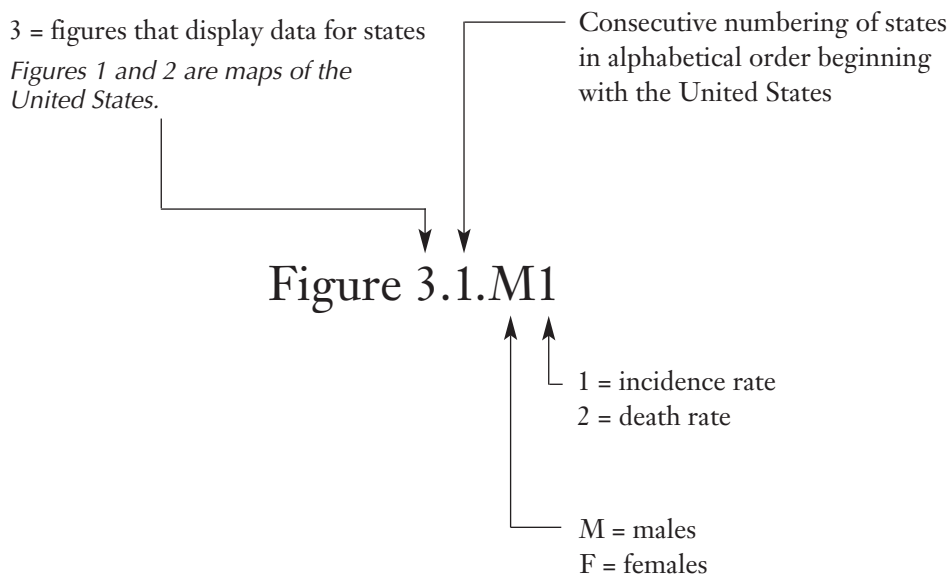 3 = figures that display data for states
Figures 1 and 2 are maps of the
United States.
Consecutive numbering of states
in alphabetical order beginning
with the United States
Figure 3.1.M1
1 = incidence rate
2 = death rate
M = males
F = females